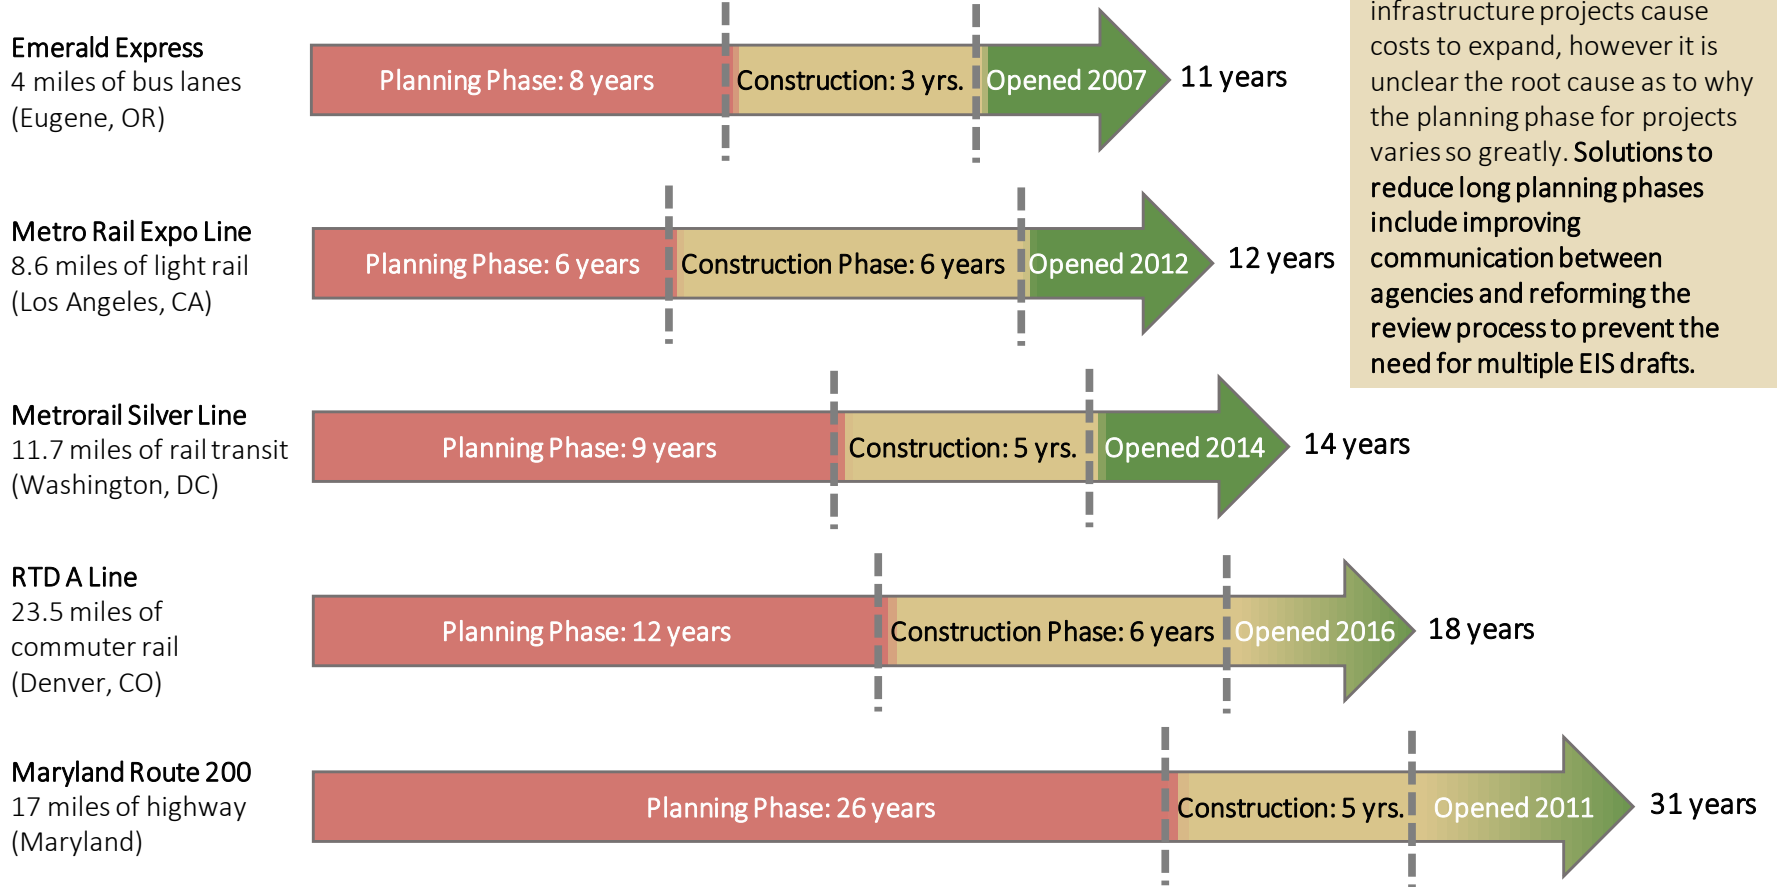 Emerald Express
4 miles of bus lanes
(Eugene, OR)
Planning Phase: 8 years
Construction: 3 yrs.
Opened 2007
11 years
infrastructure projects cause
costs to expand, however it is
unclear the root cause as to why
the planning phase for projects
varies so greatly. Solutions to
reduce long planning phases
include improving
communication between
agencies and reforming the
review process to prevent the
need for multiple EIS drafts.
Metro Rail Expo Line
8.6 miles of light rail
(Los Angeles, CA)
Planning Phase: 6 years
Construction Phase: 6 years
Opened 2012
12 years
Metrorail Silver Line
11.7 miles of rail transit
(Washington, DC)
Planning Phase: 9 years
Construction: 5 yrs.
Opened 2014
14 years
RTD A Line
23.5 miles of
commuter rail
(Denver, CO)
Planning Phase: 12 years
Construction Phase: 6 years
Opened 2016
18 years
Maryland Route 200
17 miles of highway
(Maryland)
Planning Phase: 26 years
Construction: 5 yrs.
Opened 2011
31 years